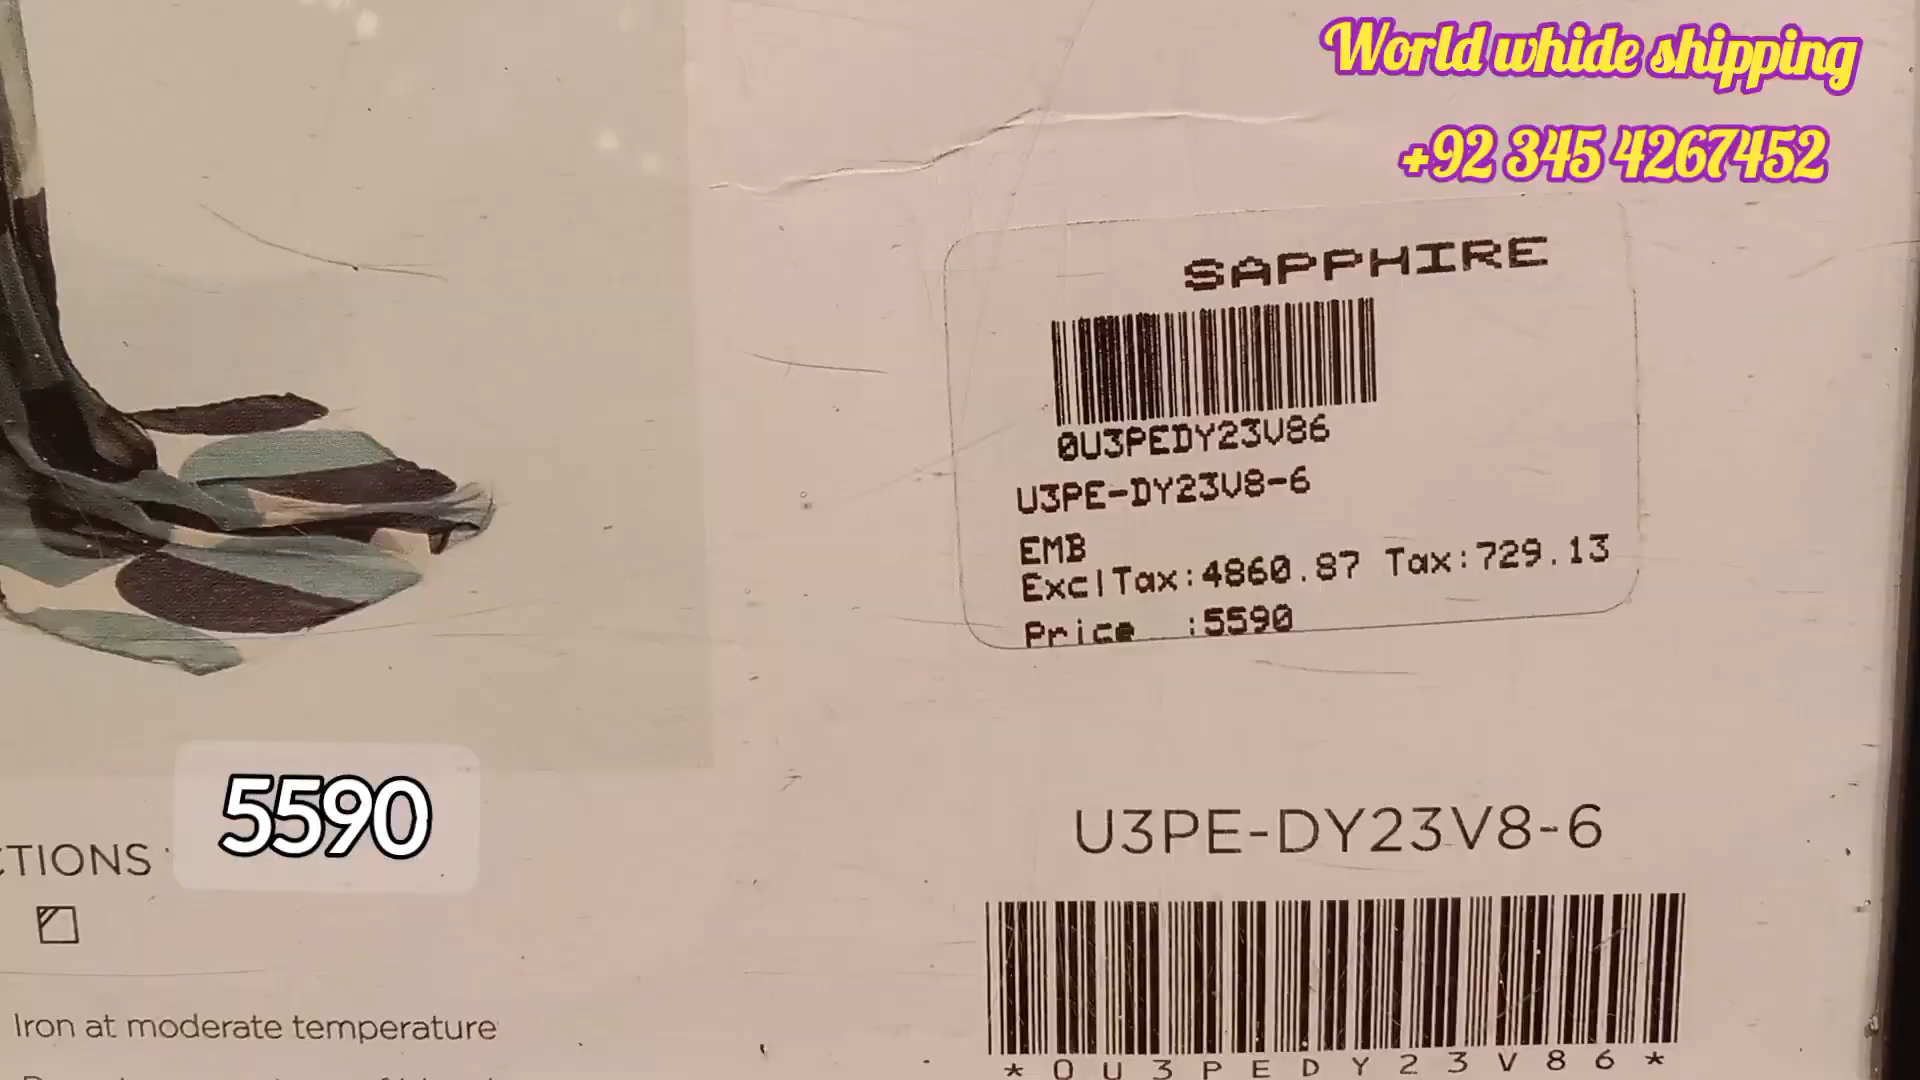 World whide shipping
+92 345 4267452
SAPPHIRE
0U3PEDY23V86
U3PE-DY23V8-6
EMB
ExclTax:4860.87 Tax:729.13
Price :5590
5590
U3PE-DY23V8-6
CTIONS
Iron at moderate temperature
*0U3PEDY23V86*